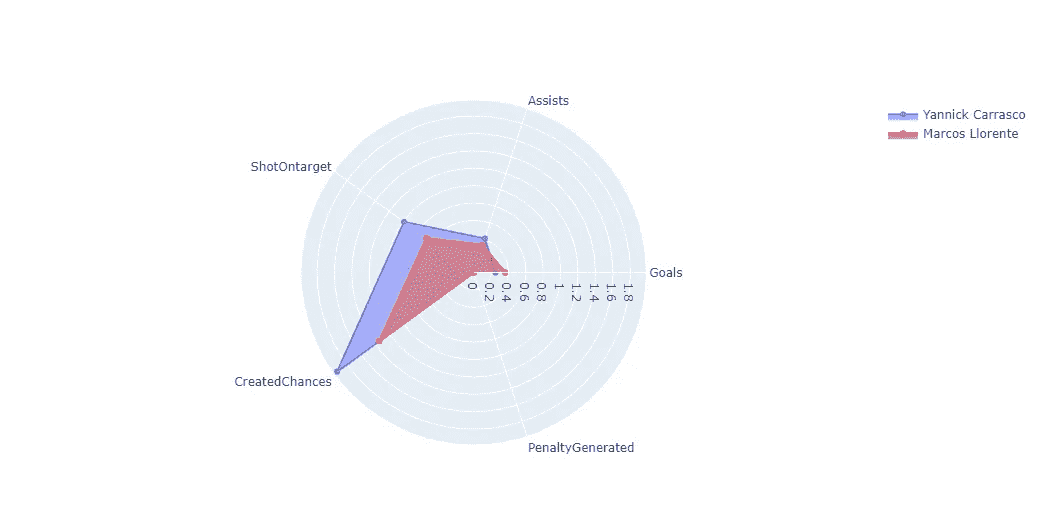 Assists
Yannick Carrasco
Marcos Llorente
ShotOntarget
Goals
0
0.2
0.4
0.6
0.8
1
1.2
1.4
1.6
1.8
CreatedChances
PenaltyGenerated